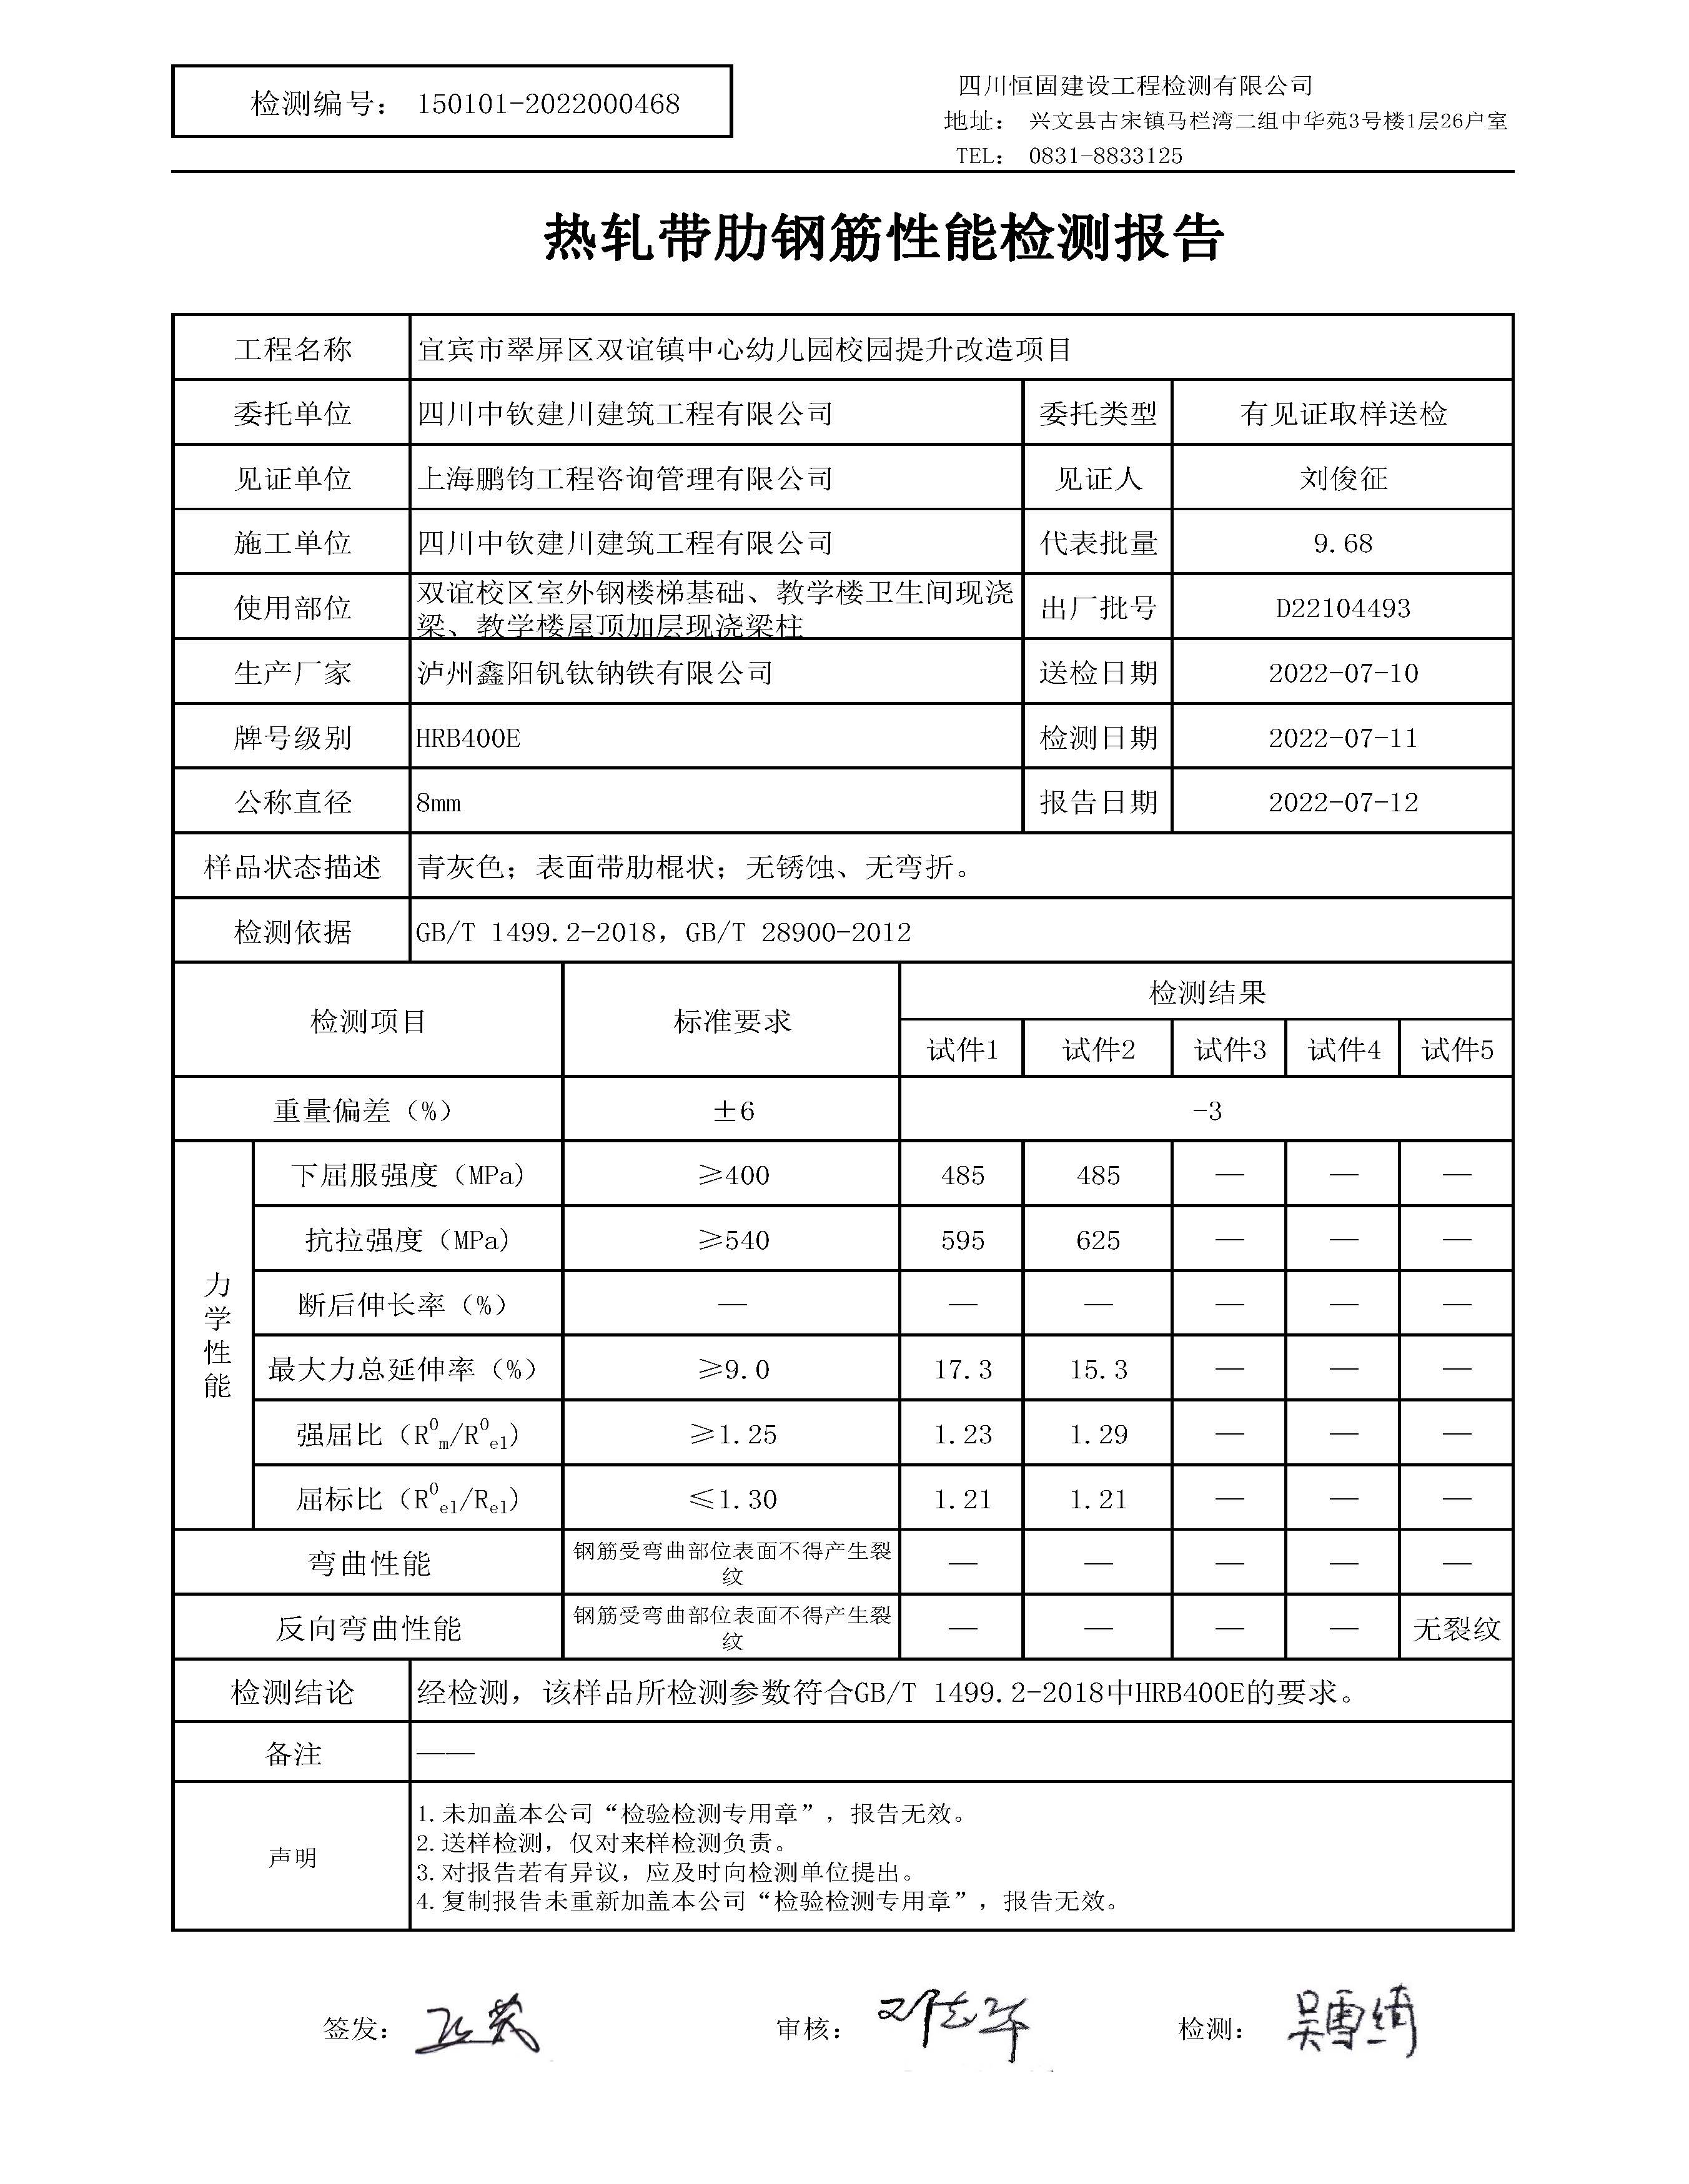 检测编号： 150101-2022000468
四川恒固建设工程检测有限公司
地址： 兴文县古宋镇马栏湾二组中华苑3号楼1层26户室
TEL： 0831-8833125
热轧带肋钢筋性能检测报告
工程名称 宜宾市翠屏区双谊镇中心幼儿园校园提升改造项目
委托单位 四川中钦建川建筑工程有限公司 委托类型 有见证取样送检
见证单位 上海鹏钧工程咨询管理有限公司 见证人 刘俊征
施工单位 四川中钦建川建筑工程有限公司 代表批量 9.68
使用部位 双谊校区室外钢楼梯基础、教学楼卫生间现浇
梁、教学楼屋顶加层现浇梁柱 出厂批号 D22104493
生产厂家 泸州鑫阳钒钛钠铁有限公司 送检日期 2022-07-10
牌号级别 HRB400E 检测日期 2022-07-11
公称直径 8mm 报告日期 2022-07-12
样品状态描述 青灰色；表面带肋棍状；无锈蚀、无弯折。
检测依据 GB/T 1499.2-2018，GB/T 28900-2012
检测项目 标准要求 检测结果
试件1 试件2 试件3 试件4 试件5
重量偏差（%） ±6 -3
力学性能
下屈服强度（MPa） ≥400 485 485 — — —
抗拉强度（MPa） ≥540 595 625 — — —
断后伸长率（%） — — — — — —
最大力总延伸率（%） ≥9.0 17.3 15.3 — — —
强屈比（R⁰m/R⁰el） ≥1.25 1.23 1.29 — — —
屈标比（R⁰el/Rel） ≤1.30 1.21 1.21 — — —
弯曲性能 钢筋受弯曲部位表面不得产生裂
纹 — — — — —
反向弯曲性能 钢筋受弯曲部位表面不得产生裂
纹 — — — — 无裂纹
检测结论 经检测，该样品所检测参数符合GB/T 1499.2-2018中HRB400E的要求。
备注 ——
声明
1.未加盖本公司“检验检测专用章”，报告无效。
2.送样检测，仅对来样检测负责。
3.对报告若有异议，应及时向检测单位提出。
4.复制报告未重新加盖本公司“检验检测专用章”，报告无效。
签发： 审核： 检测： 吴雪绮